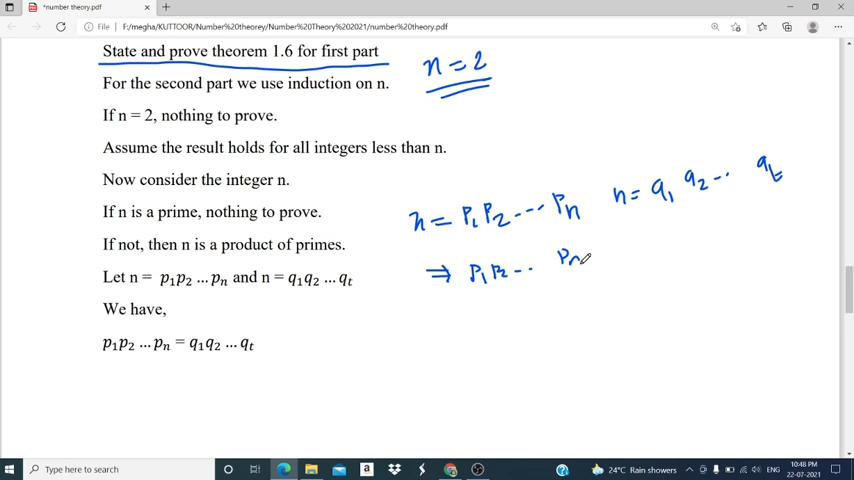 *number theory.pdf
File | F:/megha/KUTTOOR/Number%20theorey/Number%20Theory%202021/number%20theory.pdf
State and prove theorem 1.6 for first part
n = 2
For the second part we use induction on n.
If n = 2, nothing to prove.
Assume the result holds for all integers less than n.
Now consider the integer n.
n = q₁ q₂ ... qₜ
If n is a prime, nothing to prove.
n = P₁ P₂ ... Pₙ
If not, then n is a product of primes.
Let n = p₁p₂ … pₙ and n = q₁q₂ … qₜ
⇒ P₁ P₂ ... Pₙ
We have,
p₁p₂ … pₙ = q₁q₂ … qₜ
Type here to search
24°C Rain showers
ENG
10:48 PM
22-07-2021